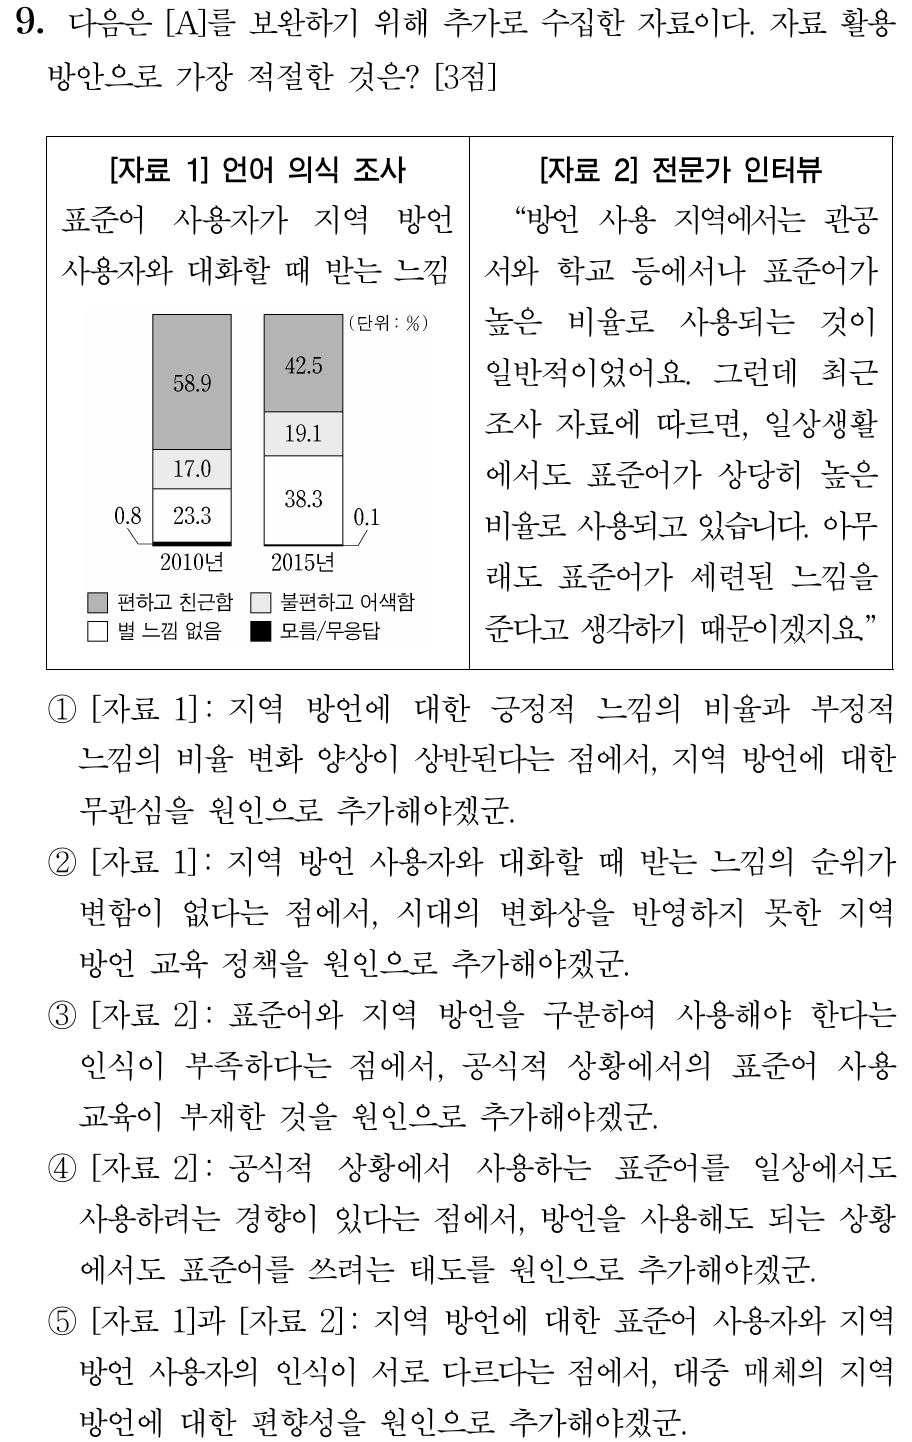 9. 다음은 [A]를 보완하기 위해 추가로 수집한 자료이다. 자료 활용
방안으로 가장 적절한 것은? [3점]
[자료 1] 언어 의식 조사
표준어 사용자가 지역 방언
사용자와 대화할 때 받는 느낌
(단위: %)
58.9
42.5
17.0
19.1
0.8
23.3
38.3
0.1
2010년
2015년
편하고 친근함
불편하고 어색함
별 느낌 없음
모름/무응답
[자료 2] 전문가 인터뷰
“방언 사용 지역에서는 관공
서와 학교 등에서나 표준어가
높은 비율로 사용되는 것이
일반적이었어요. 그런데 최근
조사 자료에 따르면, 일상생활
에서도 표준어가 상당히 높은
비율로 사용되고 있습니다. 아무
래도 표준어가 세련된 느낌을
준다고 생각하기 때문이겠지요.”
① [자료 1]: 지역 방언에 대한 긍정적 느낌의 비율과 부정적
느낌의 비율 변화 양상이 상반된다는 점에서, 지역 방언에 대한
무관심을 원인으로 추가해야겠군.
② [자료 1]: 지역 방언 사용자와 대화할 때 받는 느낌의 순위가
변함이 없다는 점에서, 시대의 변화상을 반영하지 못한 지역
방언 교육 정책을 원인으로 추가해야겠군.
③ [자료 2]: 표준어와 지역 방언을 구분하여 사용해야 한다는
인식이 부족하다는 점에서, 공식적 상황에서의 표준어 사용
교육이 부재한 것을 원인으로 추가해야겠군.
④ [자료 2]: 공식적 상황에서 사용하는 표준어를 일상에서도
사용하려는 경향이 있다는 점에서, 방언을 사용해도 되는 상황
에서도 표준어를 쓰려는 태도를 원인으로 추가해야겠군.
⑤ [자료 1]과 [자료 2]: 지역 방언에 대한 표준어 사용자와 지역
방언 사용자의 인식이 서로 다르다는 점에서, 대중 매체의 지역
방언에 대한 편향성을 원인으로 추가해야겠군.